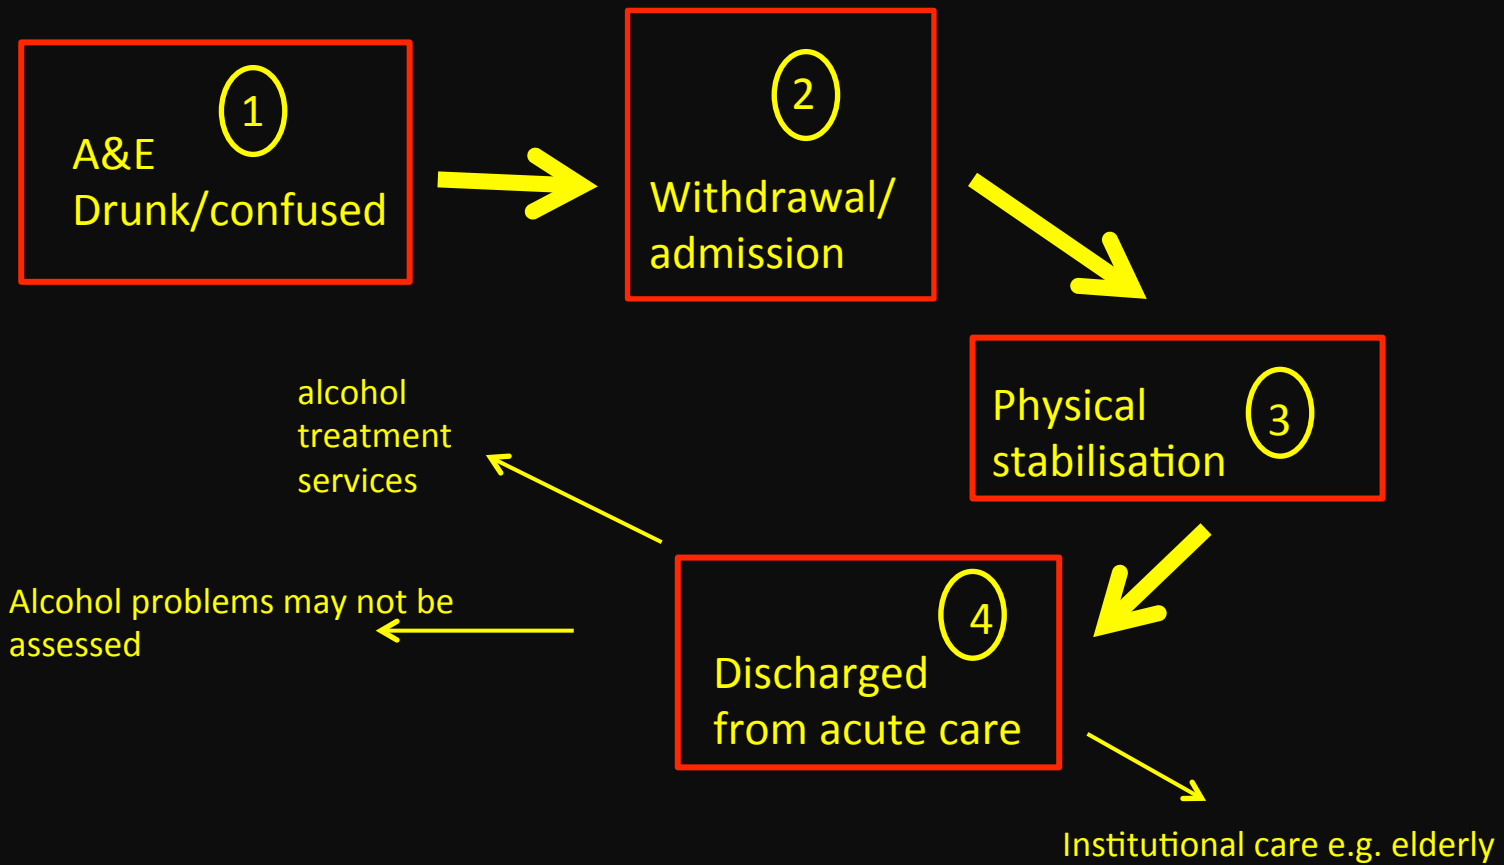 1
A&E
Drunk/confused
2
Withdrawal/
admission
Physical
stabilisation
3
4
Discharged
from acute care
alcohol
treatment
services
Alcohol problems may not be
assessed
Institutional care e.g. elderly